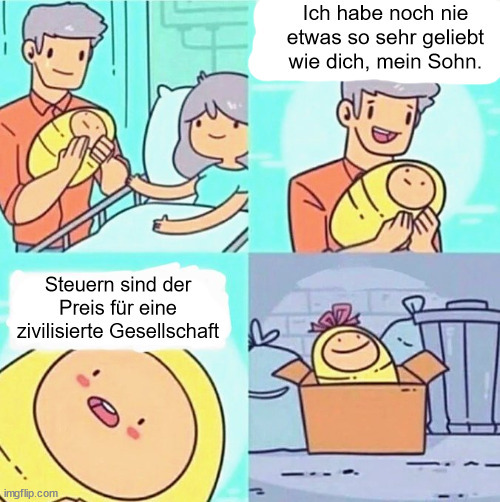 Ich habe noch nie
etwas so sehr geliebt
wie dich, mein Sohn.
Steuern sind der
Preis für eine
zivilisierte Gesellschaft
imgflip.com